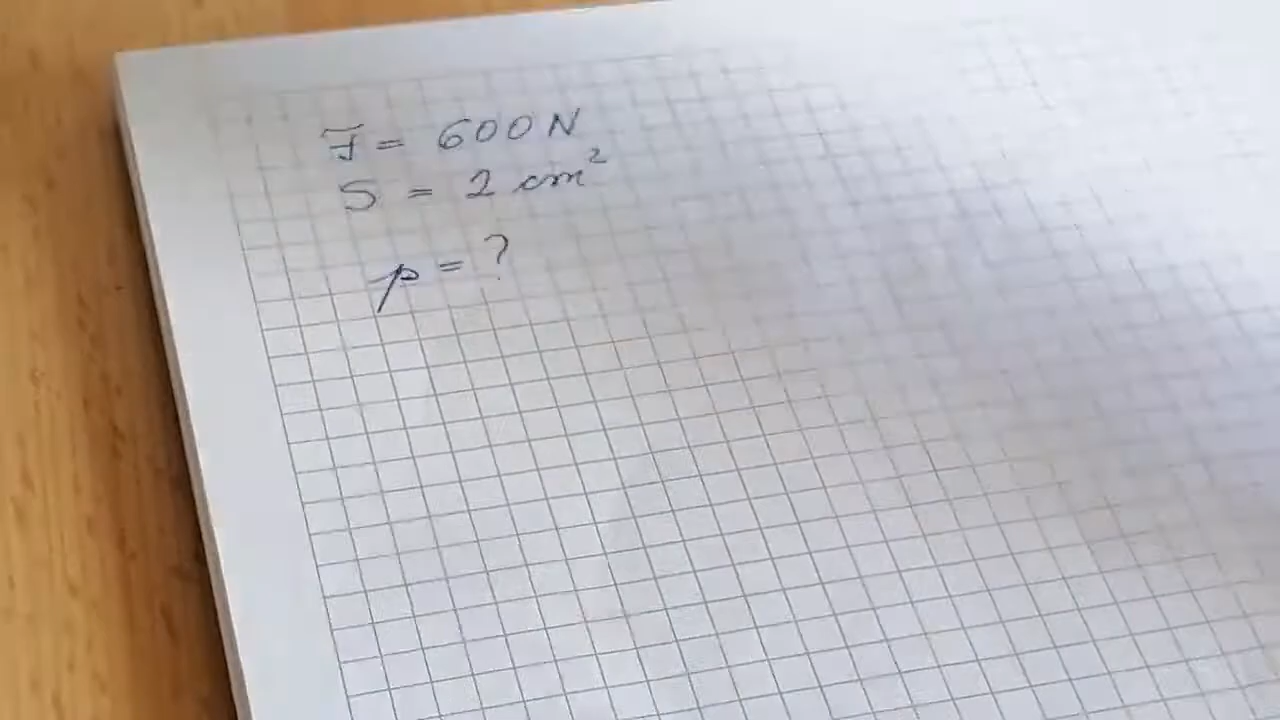 F = 600 N
S = 2 cm²
p = ?